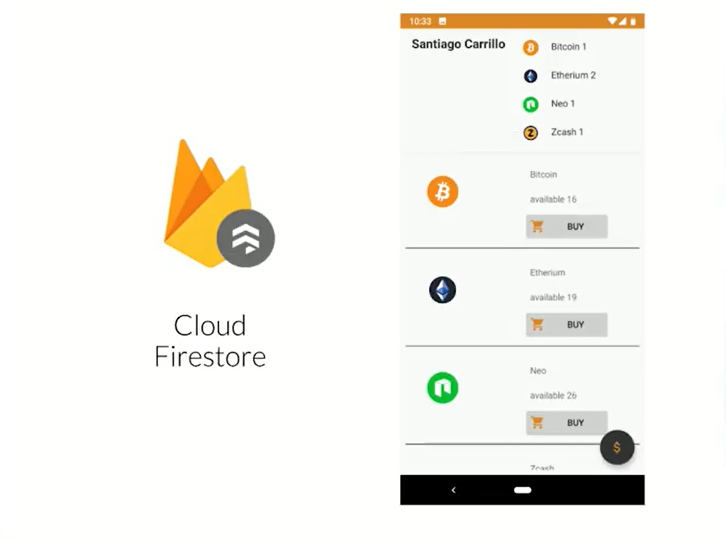 Cloud
Firestore
10:33
Santiago Carrillo
Bitcoin 1
Etherium 2
Neo 1
Zcash 1
Bitcoin
available 16
BUY
Etherium
available 19
BUY
Neo
available 26
BUY
$
Zcash